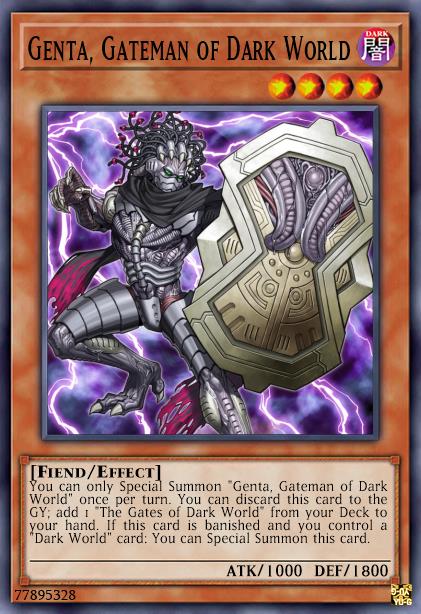 GENTA, GATEMAN OF DARK WORLD
DARK
闇
[FIEND/EFFECT]
You can only Special Summon "Genta, Gateman of Dark
World" once per turn. You can discard this card to the
GY; add 1 "The Gates of Dark World" from your Deck to
your hand. If this card is banished and you control a
"Dark World" card: You can Special Summon this card.
ATK/1000 DEF/1800
77895328